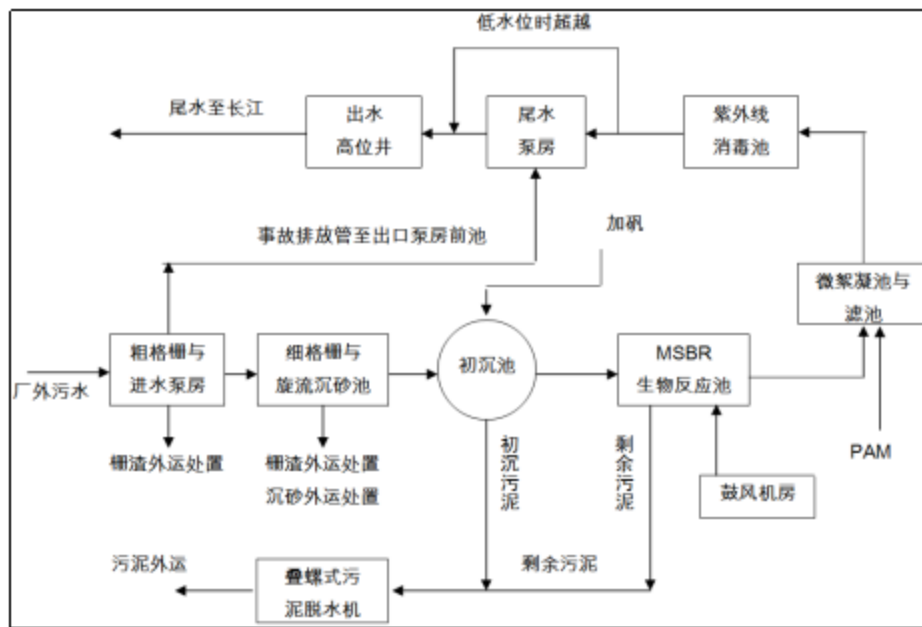 低水位时超越
尾水至长江
出水
高位井
尾水
泵房
紫外线
消毒池
事故排放管至出口泵房前池
加矾
微絮凝池与
滤池
厂外污水
粗格栅与
进水泵房
细格栅与
旋流沉砂池
初沉池
MSBR
生物反应池
栅渣外运处置
栅渣外运处置
沉砂外运处置
初沉污泥
剩余污泥
PAM
鼓风机房
污泥外运
叠螺式污
泥脱水机
剩余污泥